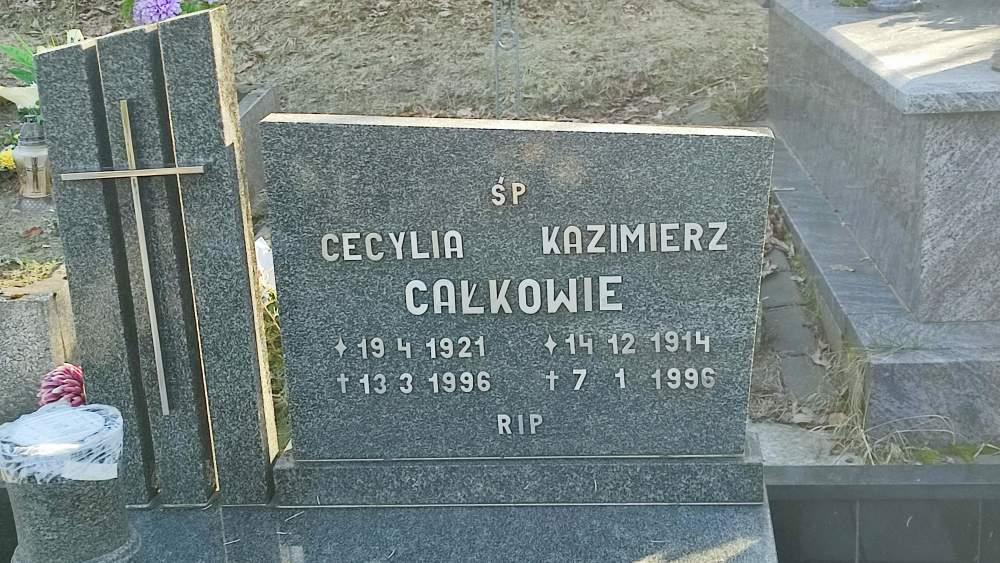 ŚP
CECYLIA KAZIMIERZ
CAŁKOWIE
✦ 19 4 1921 ✦ 14 12 1914
† 13 3 1996 † 7 1 1996
RIP